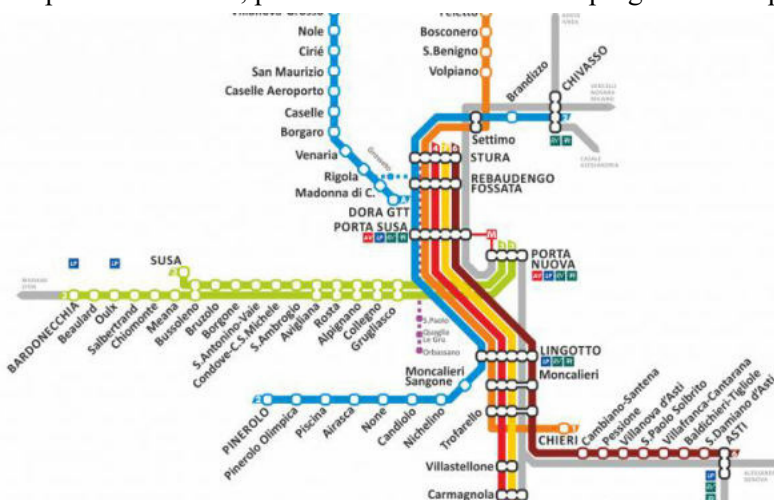 Nole
Cirié
San Maurizio
Caselle Aeroporto
Caselle
Borgaro
Venaria
Rigola
Madonna di C.
DORA GTT
PORTA SUSA
Bosconero
S.Benigno
Volpiano
Brandizzo
CHIVASSO
Settimo
STURA
REBAUDENGO
FOSSATA
PORTA
NUOVA
SUSA
BARDONECCHIA
Beaulard
Oulx
Salbertrand
Chiomonte
Meana
Bussoleno
Bruzolo
Borgone
S.Antonino-Vaie
Condove-C.S.Michele
S.Ambrogio
Avigliana
Rosta
Alpignano
Collegno
Grugliasco
S.Paolo
Quaglia
Le Gru
Orbassano
LINGOTTO
Moncalieri
Sangone
Moncalieri
PINEROLO
Pinerolo Olimpica
Piscina
Airasca
None
Candiolo
Nichelino
Trofarello
CHIERI
Cambiano-Santena
Pessione
Villanova d'Asti
S.Paolo Solbrito
Villafranca-Cantarana
Baldichieri-Tigliole
S.Damiano d'Asti
ASTI
Villastellone
Carmagnola